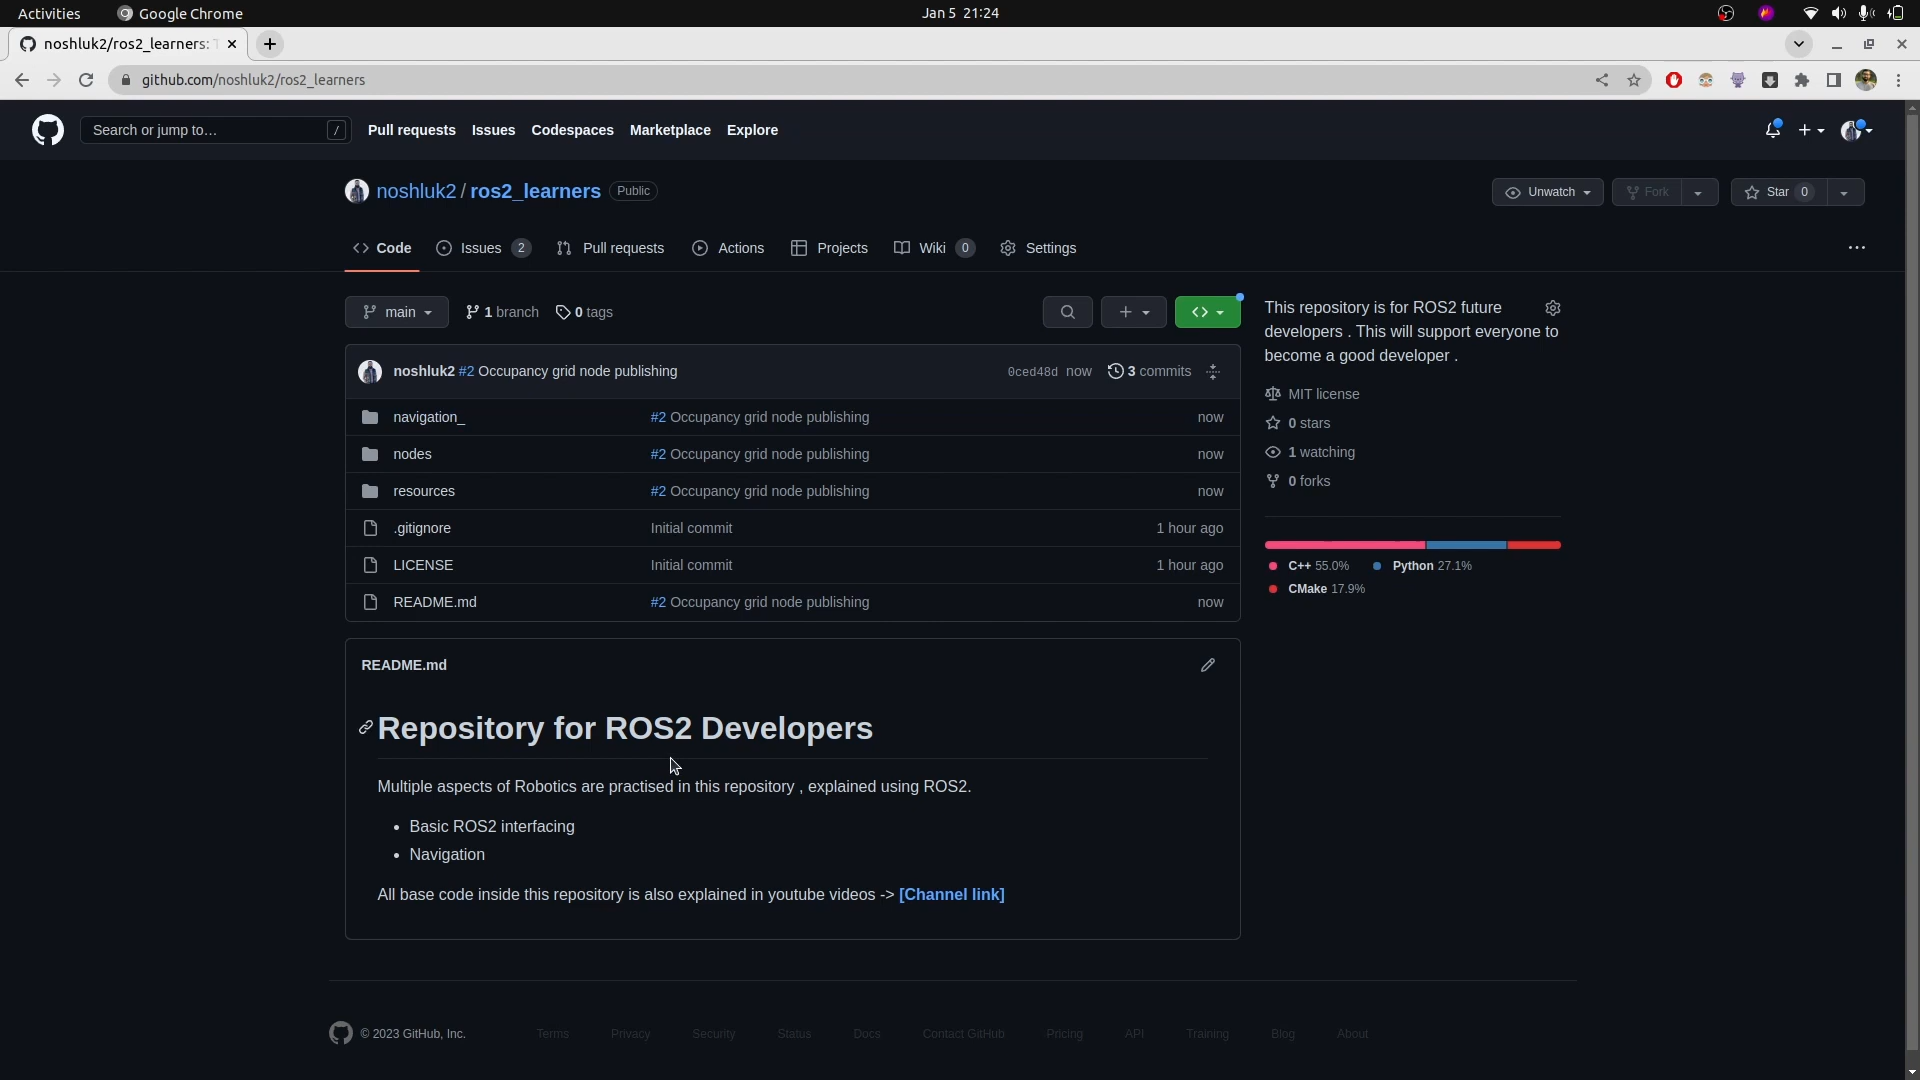 Activities Google Chrome Jan 5 21:24
noshluk2/ros2_learners: T
github.com/noshluk2/ros2_learners
Search or jump to... / Pull requests Issues Codespaces Marketplace Explore
noshluk2 / ros2_learners Public Unwatch Fork Star 0
Code Issues 2 Pull requests Actions Projects Wiki 0 Settings
main 1 branch 0 tags
noshluk2 #2 Occupancy grid node publishing 0ced48d now 3 commits
navigation_ #2 Occupancy grid node publishing now
nodes #2 Occupancy grid node publishing now
resources #2 Occupancy grid node publishing now
.gitignore Initial commit 1 hour ago
LICENSE Initial commit 1 hour ago
README.md #2 Occupancy grid node publishing now
README.md
Repository for ROS2 Developers
Multiple aspects of Robotics are practised in this repository , explained using ROS2.
• Basic ROS2 interfacing
• Navigation
All base code inside this repository is also explained in youtube videos -> [Channel link]
This repository is for ROS2 future
developers . This will support everyone to
become a good developer .
MIT license
0 stars
1 watching
0 forks
C++ 55.0% Python 27.1%
CMake 17.9%
© 2023 GitHub, Inc. Terms Privacy Security Status Docs Contact GitHub Pricing API Training Blog About